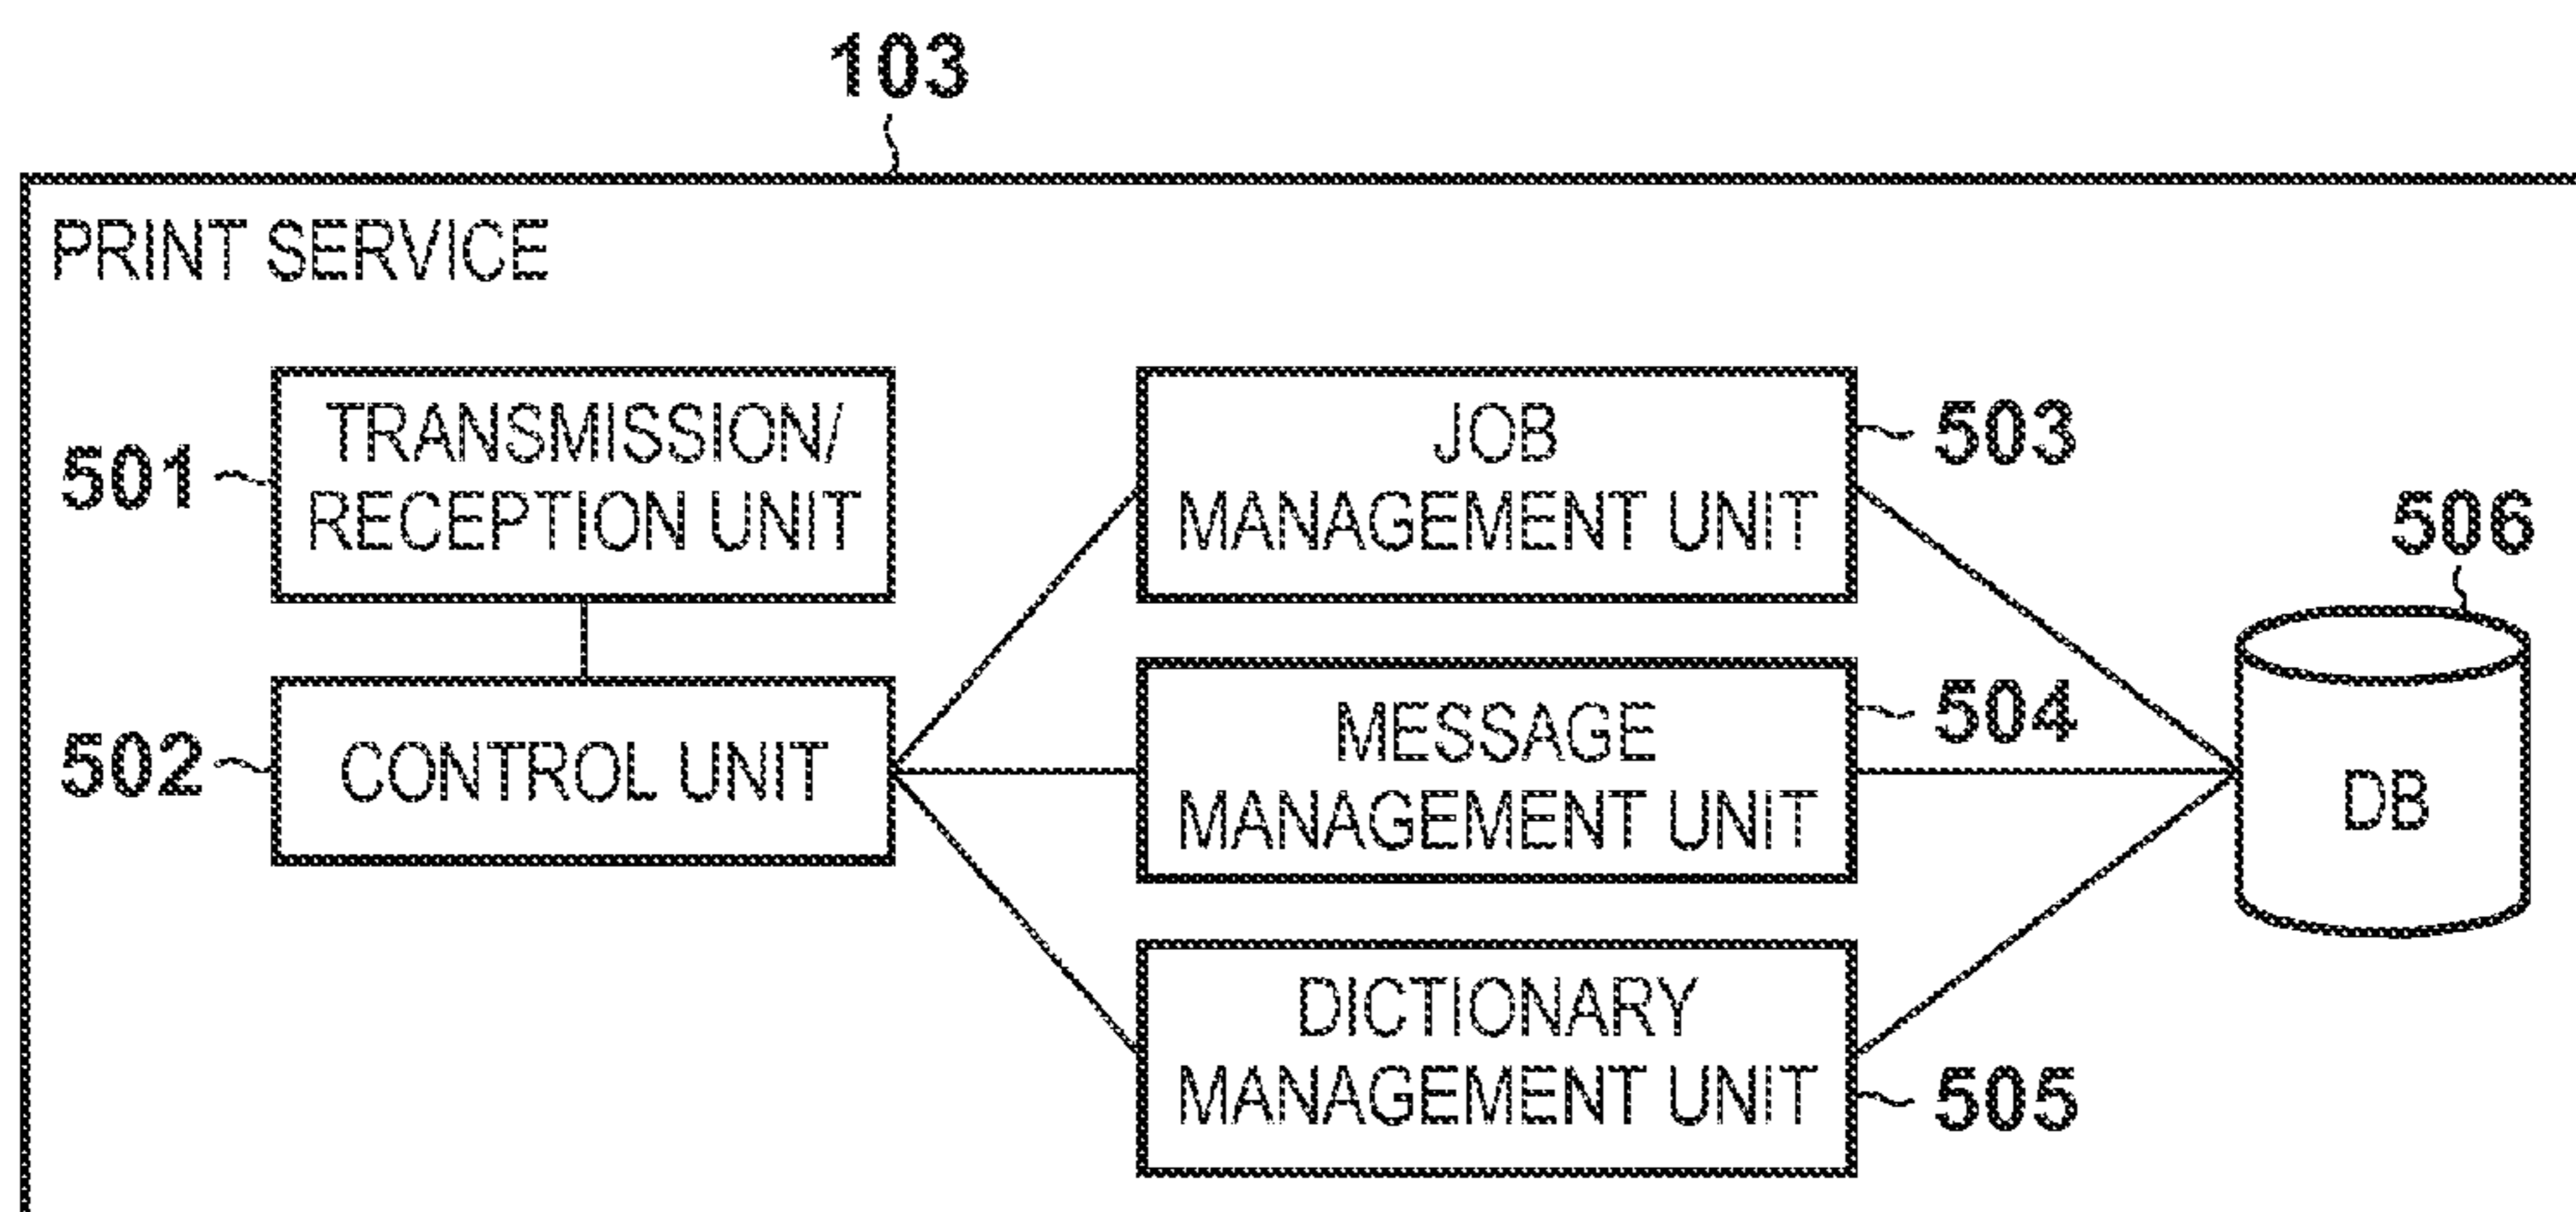 103
PRINT SERVICE
501
TRANSMISSION/
RECEPTION UNIT
502
CONTROL UNIT
JOB
MANAGEMENT UNIT
503
MESSAGE
MANAGEMENT UNIT
504
DICTIONARY
MANAGEMENT UNIT
505
506
DB